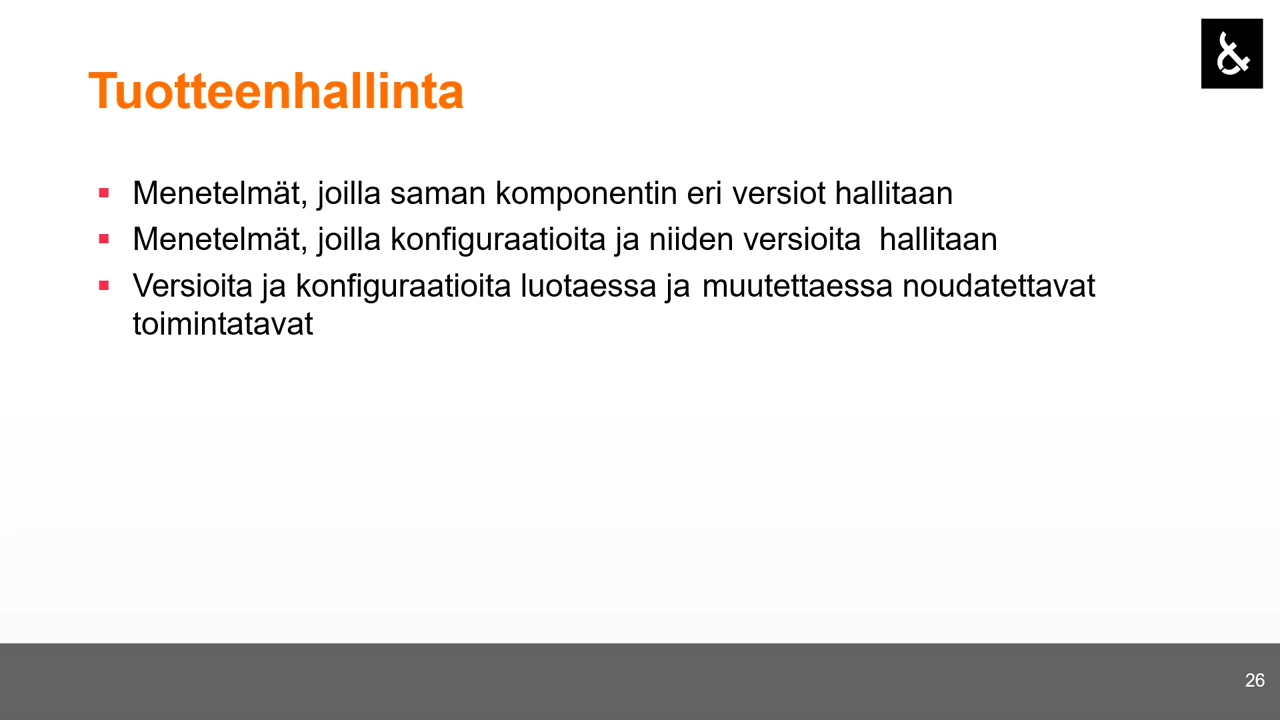 &
Tuotteenhallinta
▪ Menetelmät, joilla saman komponentin eri versiot hallitaan
▪ Menetelmät, joilla konfiguraatioita ja niiden versioita  hallitaan
▪ Versioita ja konfiguraatioita luotaessa ja muutettaessa noudatettavat
toimintatavat
26